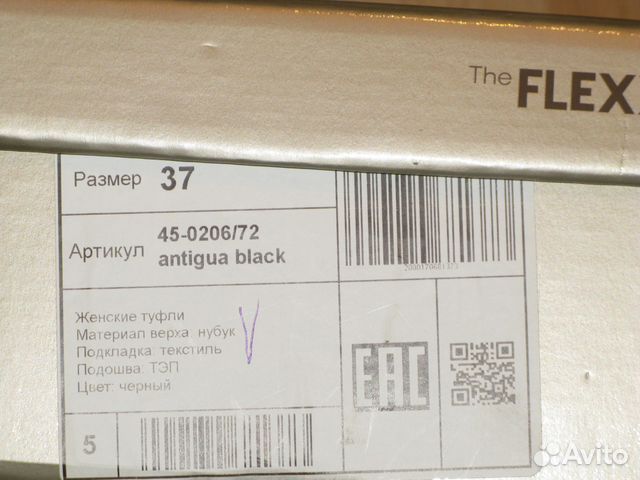 The FLEX
Размер 37
Артикул 45-0206/72
antigua black
Женские туфли
Материал верха: нубук
Подкладка: текстиль
Подошва: ТЭП
Цвет: черный
EAC
5
Avito